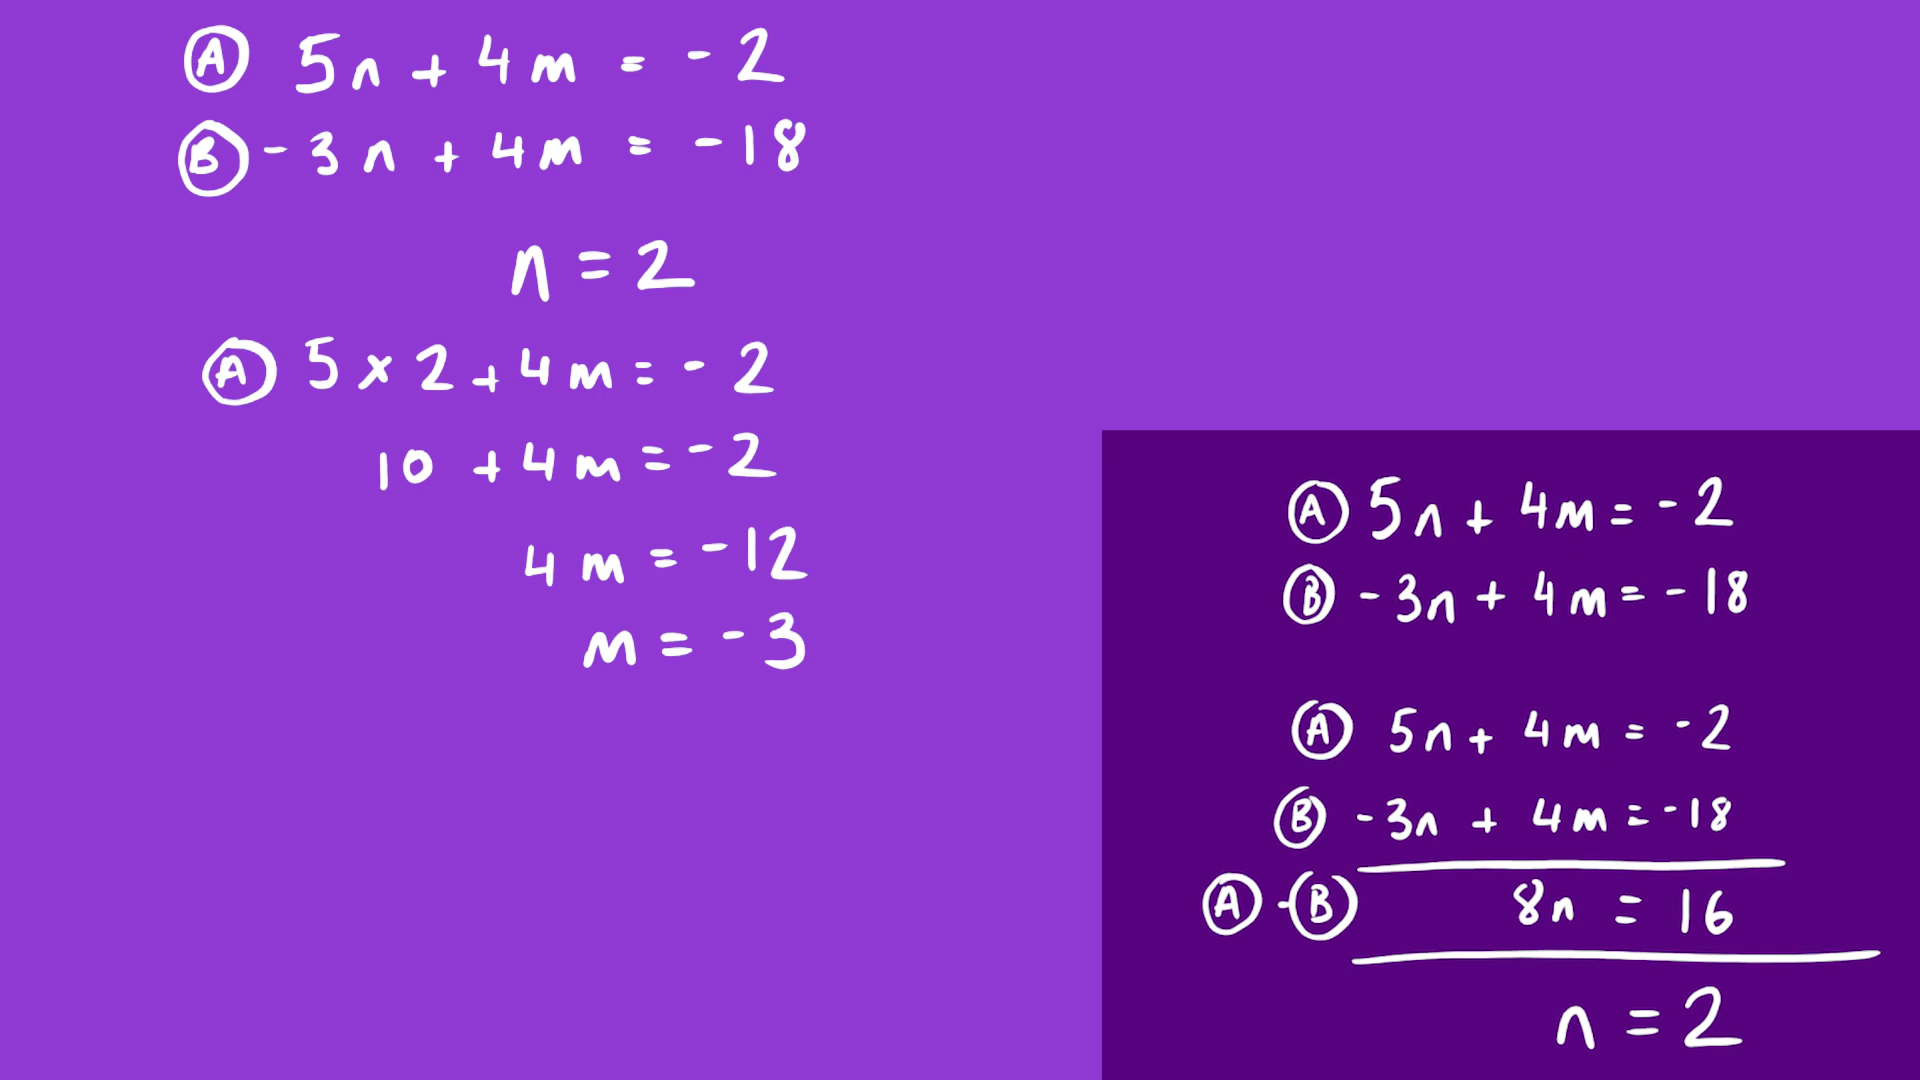 Ⓐ 5n + 4m = -2
Ⓑ -3n + 4m = -18
n = 2
Ⓐ 5 × 2 + 4m = -2
10 + 4m = -2
4m = -12
m = -3
Ⓐ 5n + 4m = -2
Ⓑ -3n + 4m = -18
Ⓐ 5n + 4m = -2
Ⓑ -3n + 4m = -18
Ⓐ - Ⓑ 8n = 16
n = 2